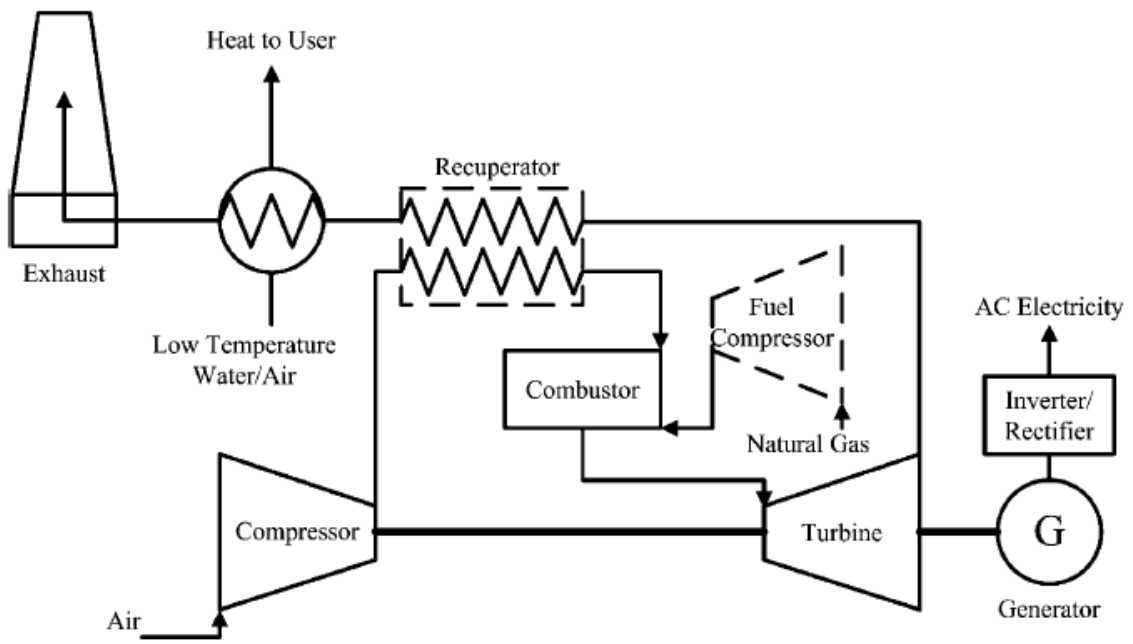 Heat to User
Recuperator
Exhaust
Low Temperature
Water/Air
Fuel
Compressor
Combustor
Natural Gas
AC Electricity
Inverter/
Rectifier
Compressor
Turbine
G
Generator
Air